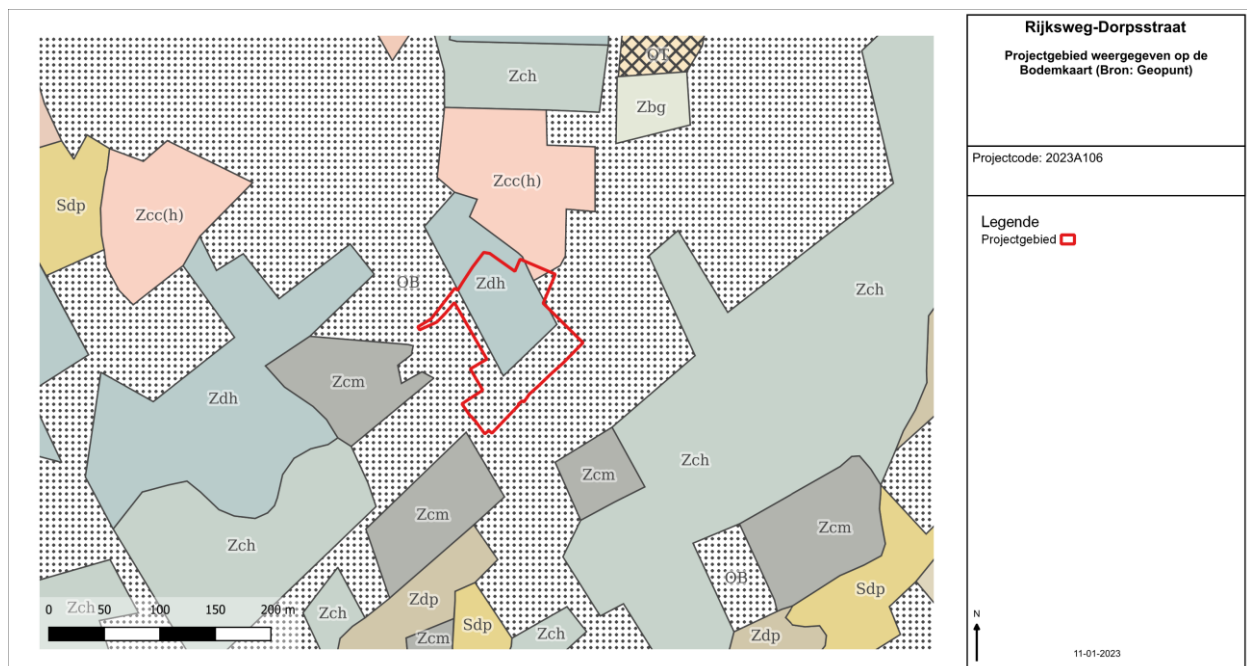 Rijksweg-Dorpsstraat
Projectgebied weergegeven op de
Bodemkaart (Bron: Geopunt)
Projectcode: 2023A106
Legende
Projectgebied
N
11-01-2023
OT
Zch
Zbg
Zcc(h)
Sdp
Zcc(h)
OB
Zdh
Zch
Zcm
Zdh
Zch
Zcm
Zcm
Zcm
Zch
OB
Sdp
Zch
Zch
Zdp
Zcm
Sdp
Zch
Zdp
0 50 100 150 200 m